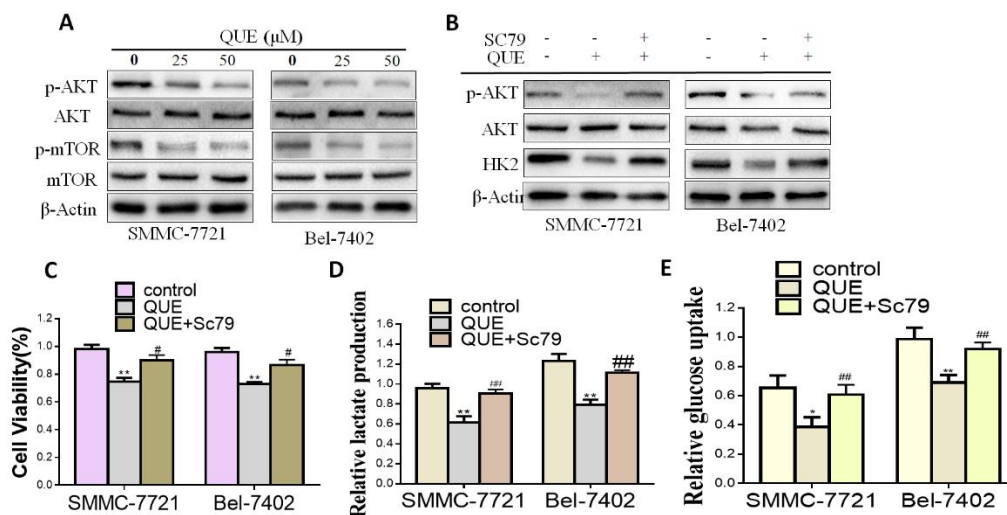 A
QUE (μM)
0 25 50 0 25 50
p-AKT
AKT
p-mTOR
mTOR
β-Actin
SMMC-7721 Bel-7402
B
SC79 - - + - - +
QUE - + + - + +
p-AKT
AKT
HK2
β-Actin
SMMC-7721 Bel-7402
C
control
QUE
QUE+Sc79
Cell Viability(%)
1.2
1.0
0.8
0.6
0.4
0.2
0.0
** # ** #
SMMC-7721 Bel-7402
D
control
QUE
QUE+Sc79
Relative lactate production
1.6
1.4
1.2
1.0
0.8
0.6
0.4
0.2
0.0
** ## ** ##
SMMC-7721 Bel-7402
E
control
QUE
QUE+Sc79
Relative glucose uptake
1.2
1.0
0.8
0.6
0.4
0.2
0.0
* ## ** ##
SMMC-7721 Bel-7402